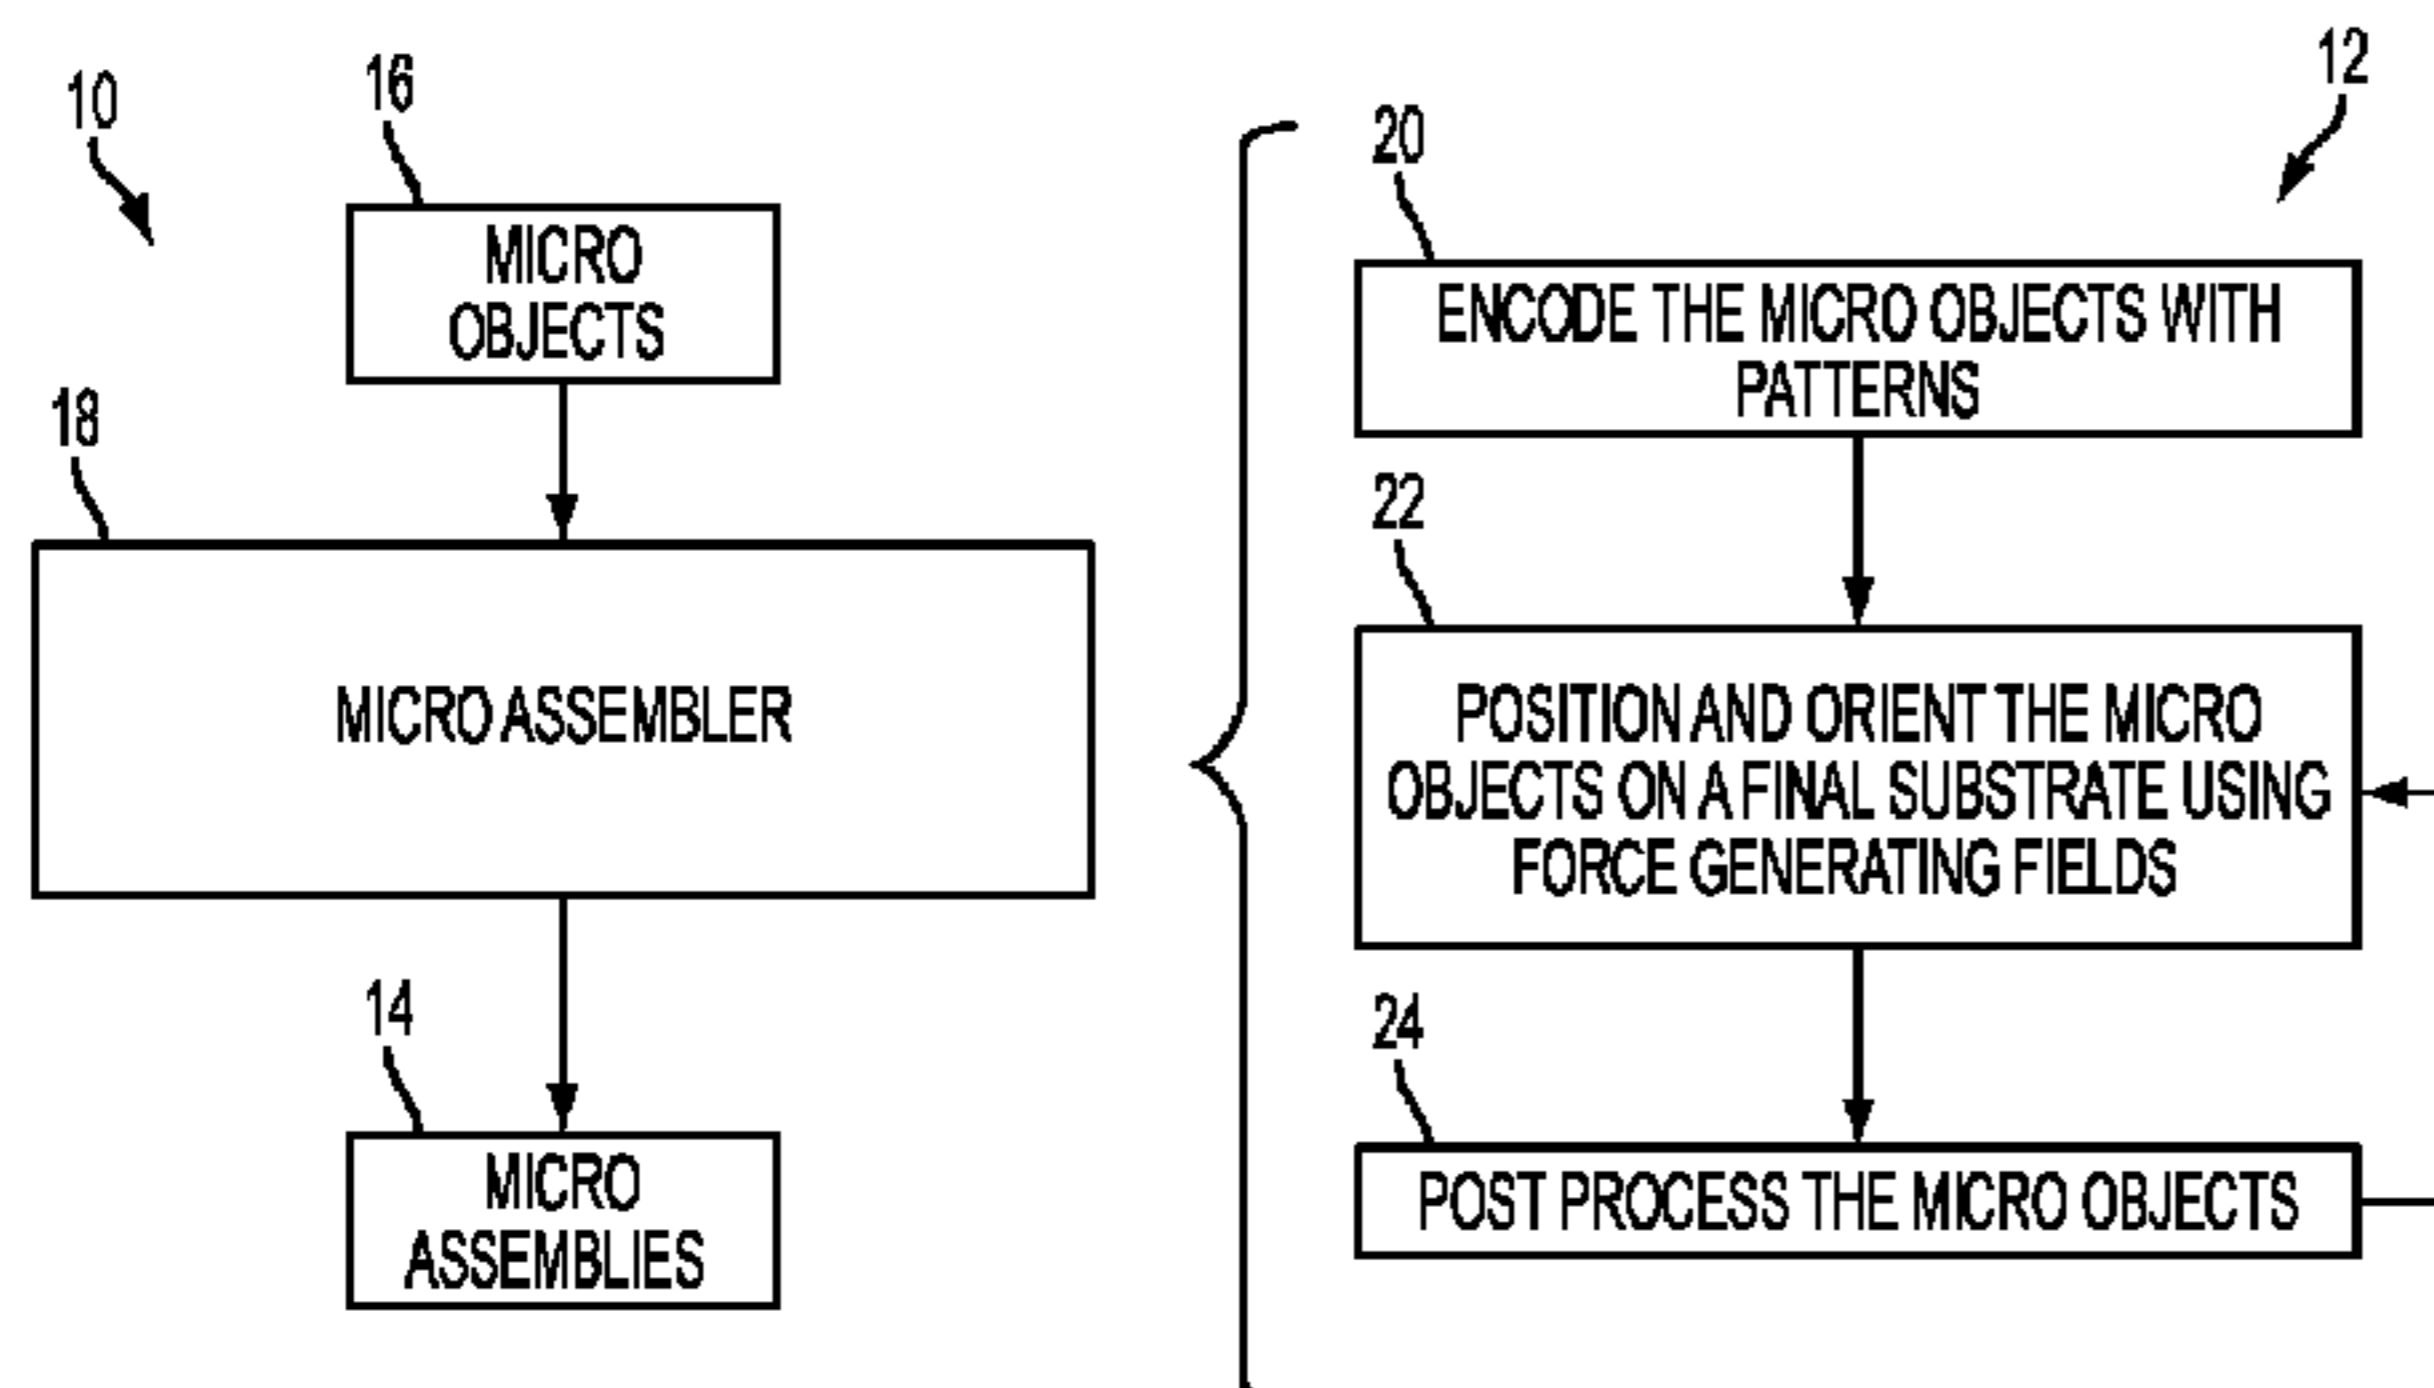 10
16
MICRO
OBJECTS
18
MICRO ASSEMBLER
14
MICRO
ASSEMBLIES
12
20
ENCODE THE MICRO OBJECTS WITH
PATTERNS
22
POSITION AND ORIENT THE MICRO
OBJECTS ON A FINAL SUBSTRATE USING
FORCE GENERATING FIELDS
24
POST PROCESS THE MICRO OBJECTS